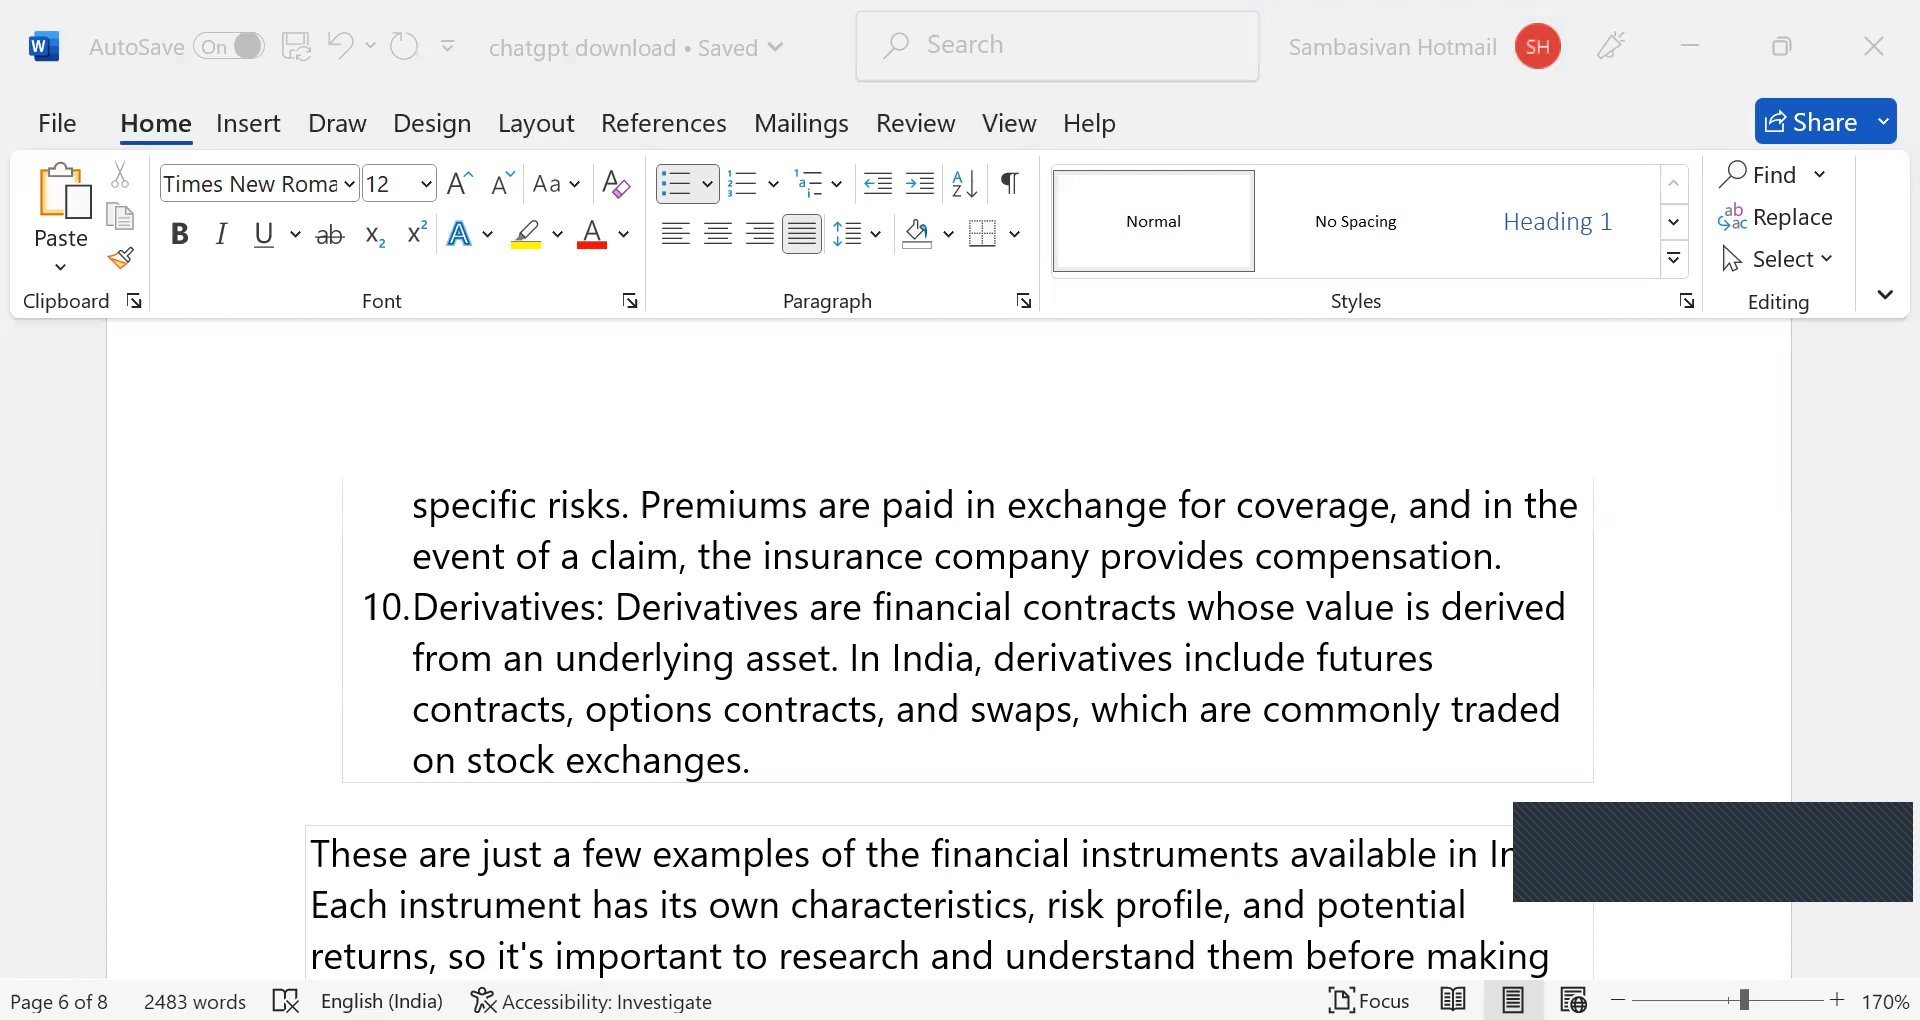 W AutoSave On chatgpt download • Saved Search Sambasivan Hotmail SH
File Home Insert Draw Design Layout References Mailings Review View Help Share
Paste Times New Roma 12 Aa Normal No Spacing Heading 1 Find
Replace
Select
Clipboard Font Paragraph Styles Editing
specific risks. Premiums are paid in exchange for coverage, and in the
event of a claim, the insurance company provides compensation.
10.Derivatives: Derivatives are financial contracts whose value is derived
from an underlying asset. In India, derivatives include futures
contracts, options contracts, and swaps, which are commonly traded
on stock exchanges.
These are just a few examples of the financial instruments available in
Each instrument has its own characteristics, risk profile, and potential
returns, so it's important to research and understand them before making
Page 6 of 8 2483 words English (India) Accessibility: Investigate Focus 170%